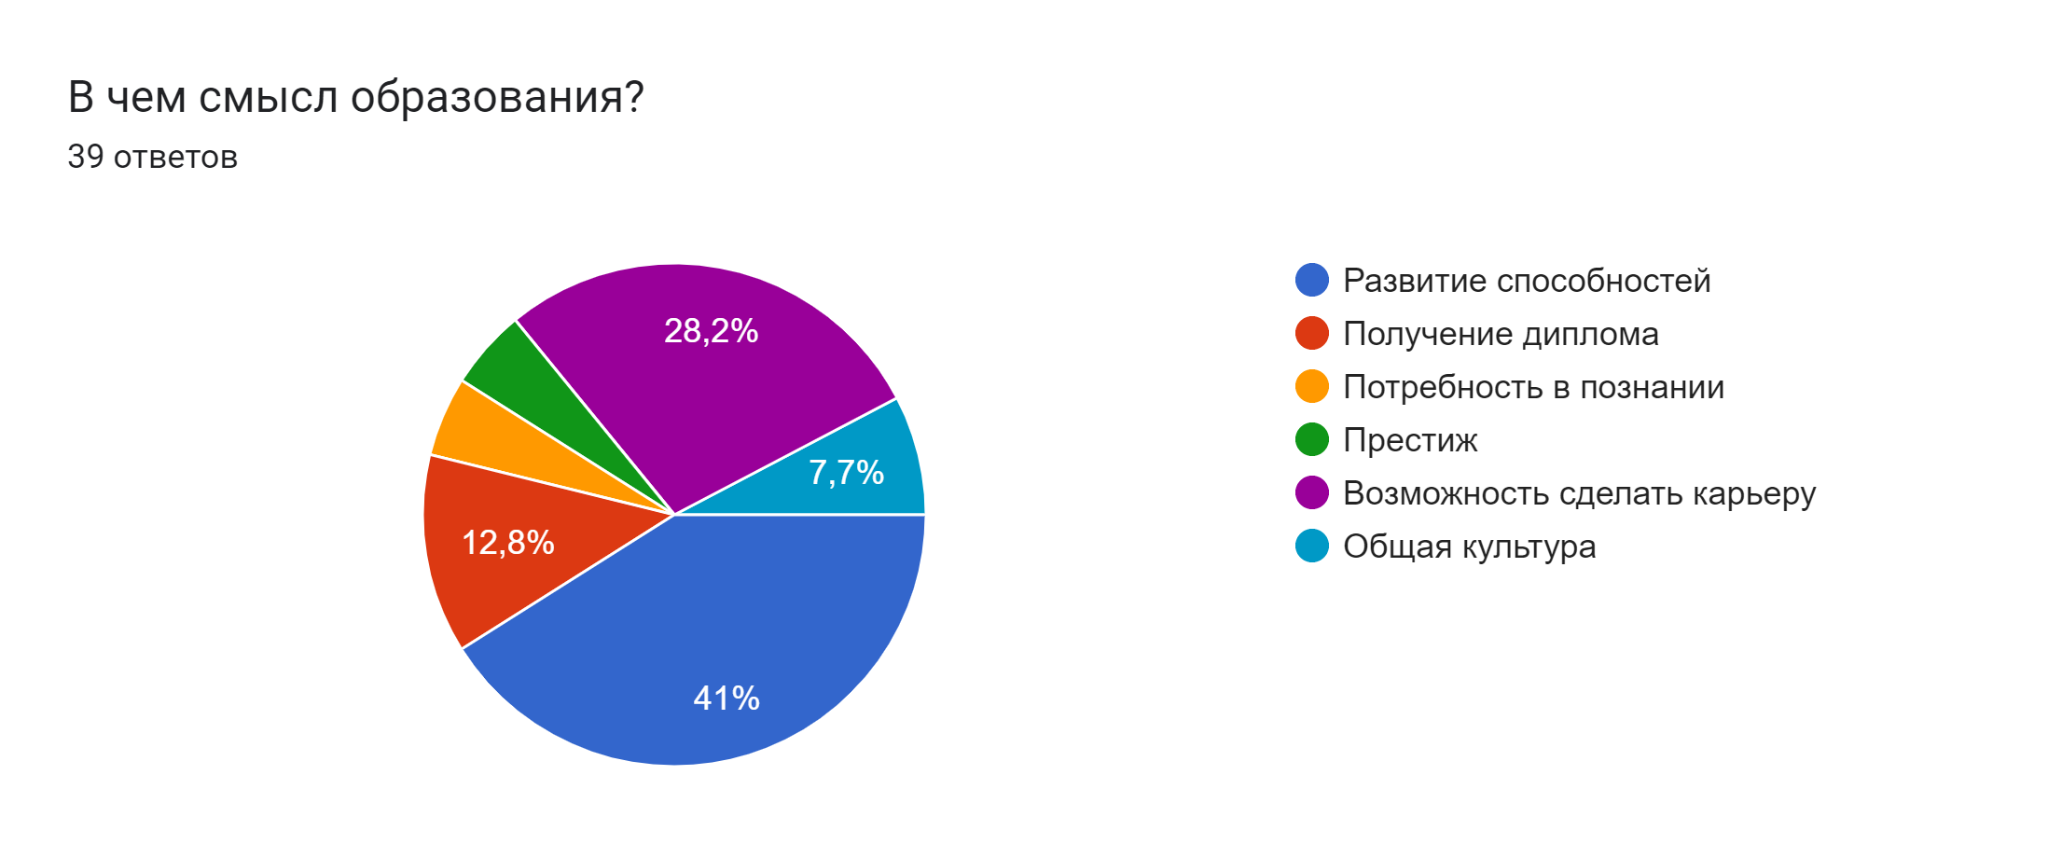 В чем смысл образования?
39 ответов
28,2%
7,7%
12,8%
41%
Развитие способностей
Получение диплома
Потребность в познании
Престиж
Возможность сделать карьеру
Общая культура